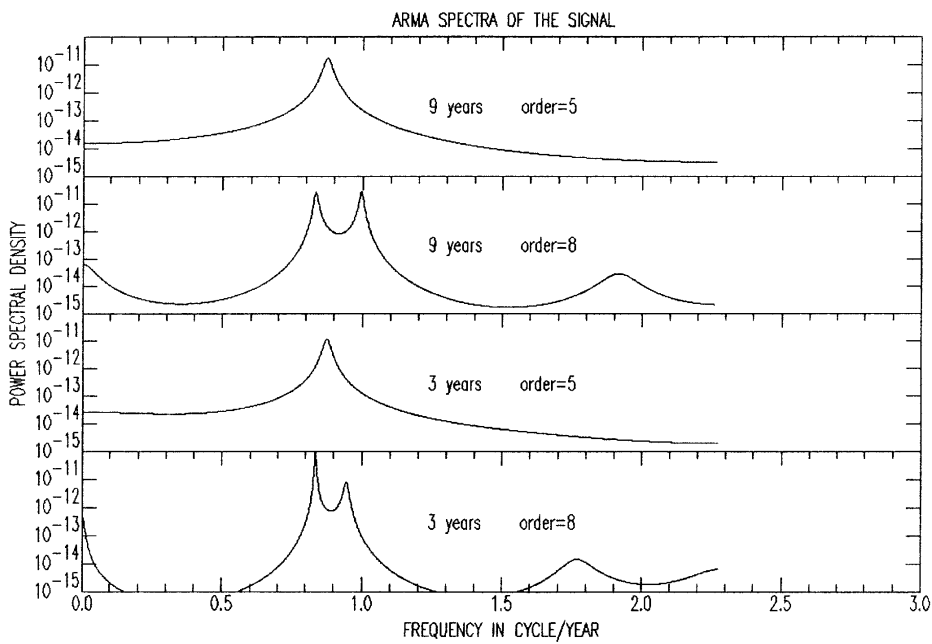 ARMA SPECTRA OF THE SIGNAL
POWER SPECTRAL DENSITY
10⁻¹¹
10⁻¹²
10⁻¹³
10⁻¹⁴
10⁻¹⁵
9 years order=5
10⁻¹¹
10⁻¹²
10⁻¹³
10⁻¹⁴
10⁻¹⁵
9 years order=8
10⁻¹¹
10⁻¹²
10⁻¹³
10⁻¹⁴
10⁻¹⁵
3 years order=5
10⁻¹¹
10⁻¹²
10⁻¹³
10⁻¹⁴
10⁻¹⁵
3 years order=8
0.0 0.5 1.0 1.5 2.0 2.5 3.0
FREQUENCY IN CYCLE/YEAR